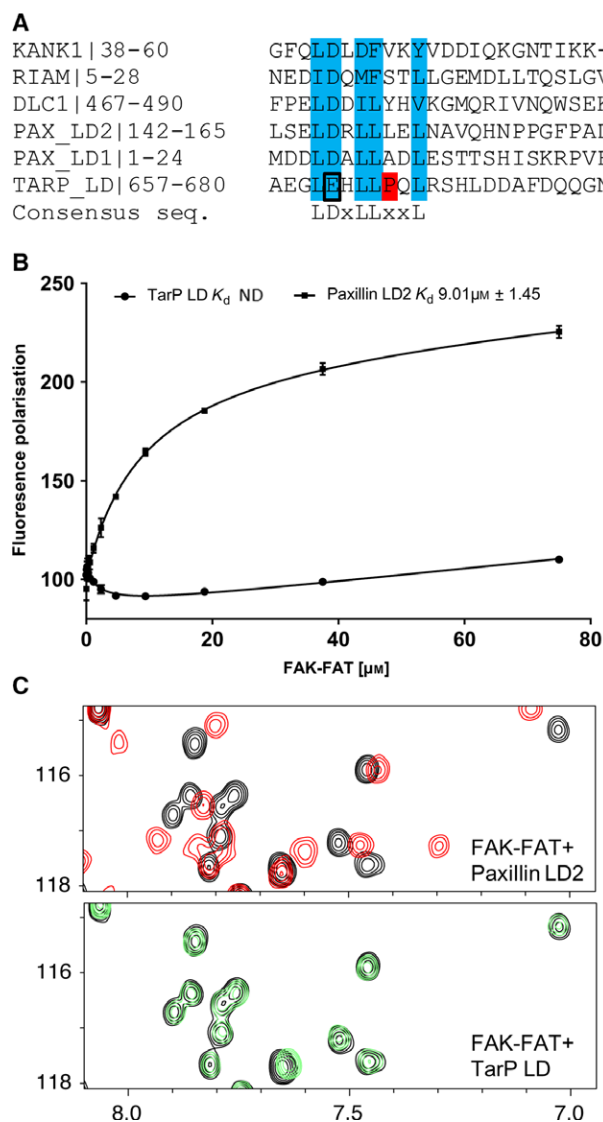 A
KANK1|38-60 GFQLDLDFVKYVDDIQKGNTIKK-
RIAM|5-28 NEDIDQMFSTLLGEMDLLTQSLGV
DLC1|467-490 FPELDDILYHVKGMQRIVNQWSEK
PAX_LD2|142-165 LSELDRLLLELNAVQHNPPGFPAD
PAX_LD1|1-24 MDDLDALLADLESTTSHISKRPVF
TARP_LD|657-680 AEGLEHLLPQLRSHLDDAFDQQGN
Consensus seq. LDxLLxxL
B
TarP LD Kd ND Paxillin LD2 Kd 9.01µM ± 1.45
250
200
150
100
Fluoresence polarisation
0 20 40 60 80
FAK-FAT [µM]
C
116
118
FAK-FAT+
Paxillin LD2
116
118
FAK-FAT+
TarP LD
8.0 7.5 7.0